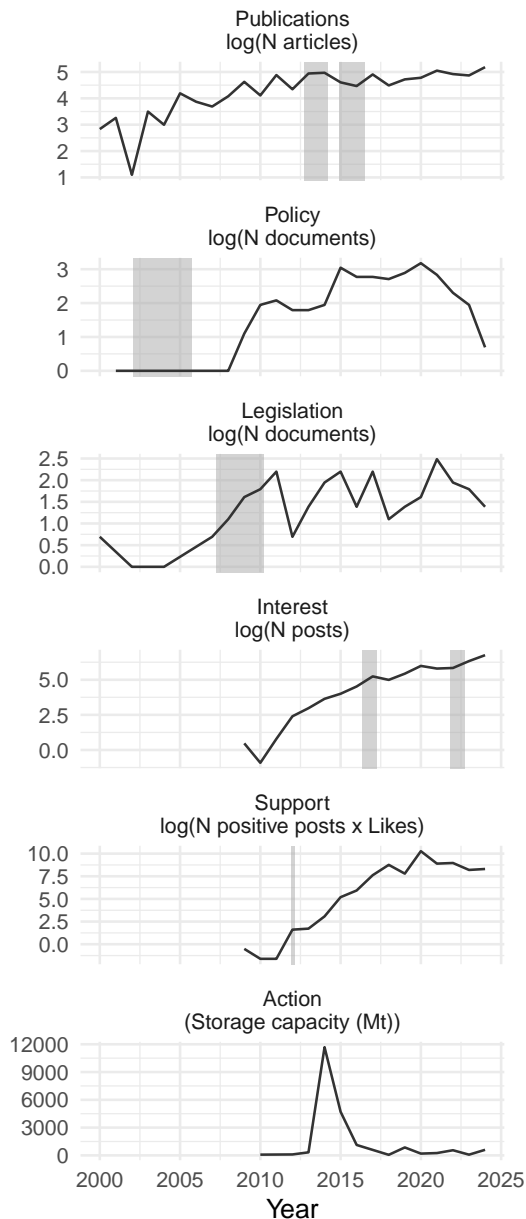 Publications
log(N articles)
5
4
3
2
1
Policy
log(N documents)
3
2
1
0
Legislation
log(N documents)
2.5
2.0
1.5
1.0
0.5
0.0
Interest
log(N posts)
5.0
2.5
0.0
Support
log(N positive posts x Likes)
10.0
7.5
5.0
2.5
0.0
Action
(Storage capacity (Mt))
12000
9000
6000
3000
0
2000 2005 2010 2015 2020 2025
Year